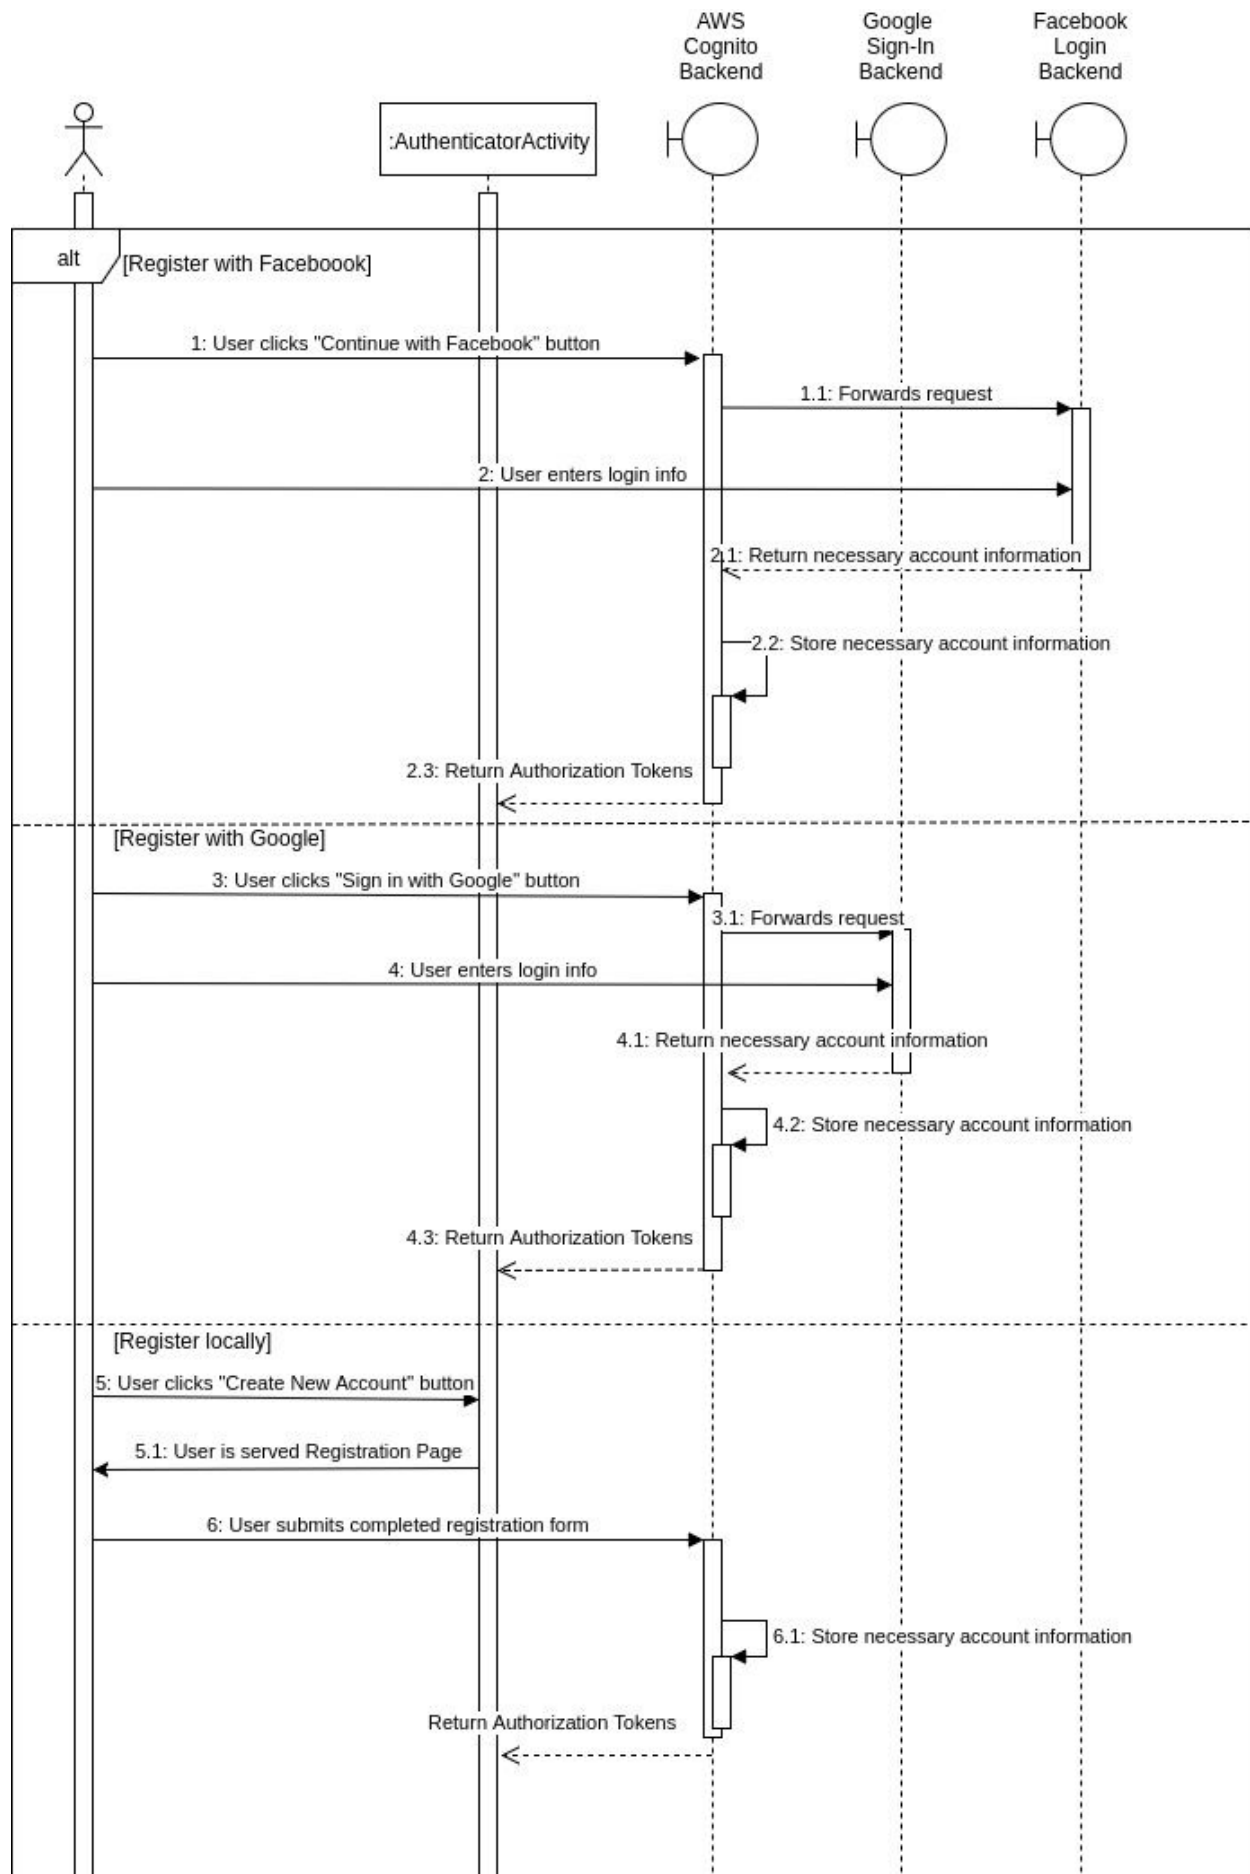 AWS
Cognito
Backend
Google
Sign-In
Backend
Facebook
Login
Backend
:AuthenticatorActivity
alt
[Register with Faceboook]
1: User clicks "Continue with Facebook" button
1.1: Forwards request
2: User enters login info
2.1: Return necessary account information
2.2: Store necessary account information
2.3: Return Authorization Tokens
[Register with Google]
3: User clicks "Sign in with Google" button
3.1: Forwards request
4: User enters login info
4.1: Return necessary account information
4.2: Store necessary account information
4.3: Return Authorization Tokens
[Register locally]
5: User clicks "Create New Account" button
5.1: User is served Registration Page
6: User submits completed registration form
6.1: Store necessary account information
Return Authorization Tokens